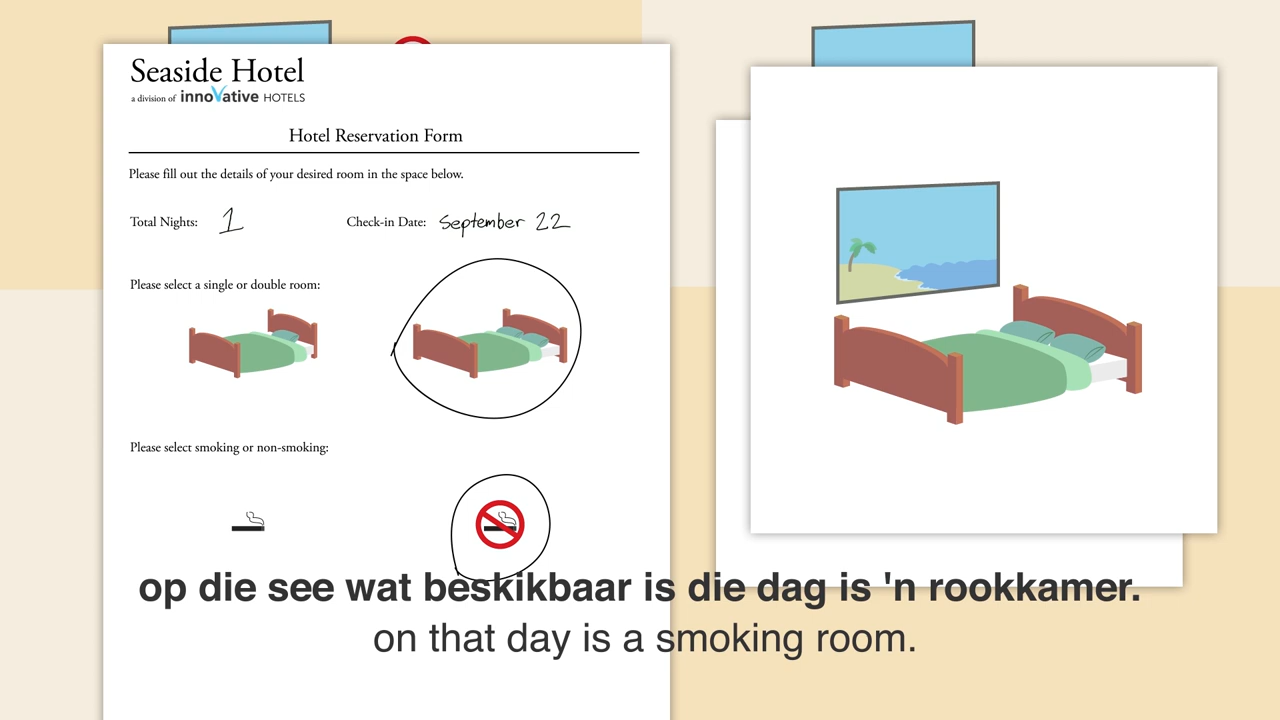 Seaside Hotel
a division of innovative HOTELS
Hotel Reservation Form
Please fill out the details of your desired room in the space below.
Total Nights: 1 Check-in Date: September 22
Please select a single or double room:
Please select smoking or non-smoking:
op die see wat beskikbaar is die dag is 'n rookkamer.
on that day is a smoking room.